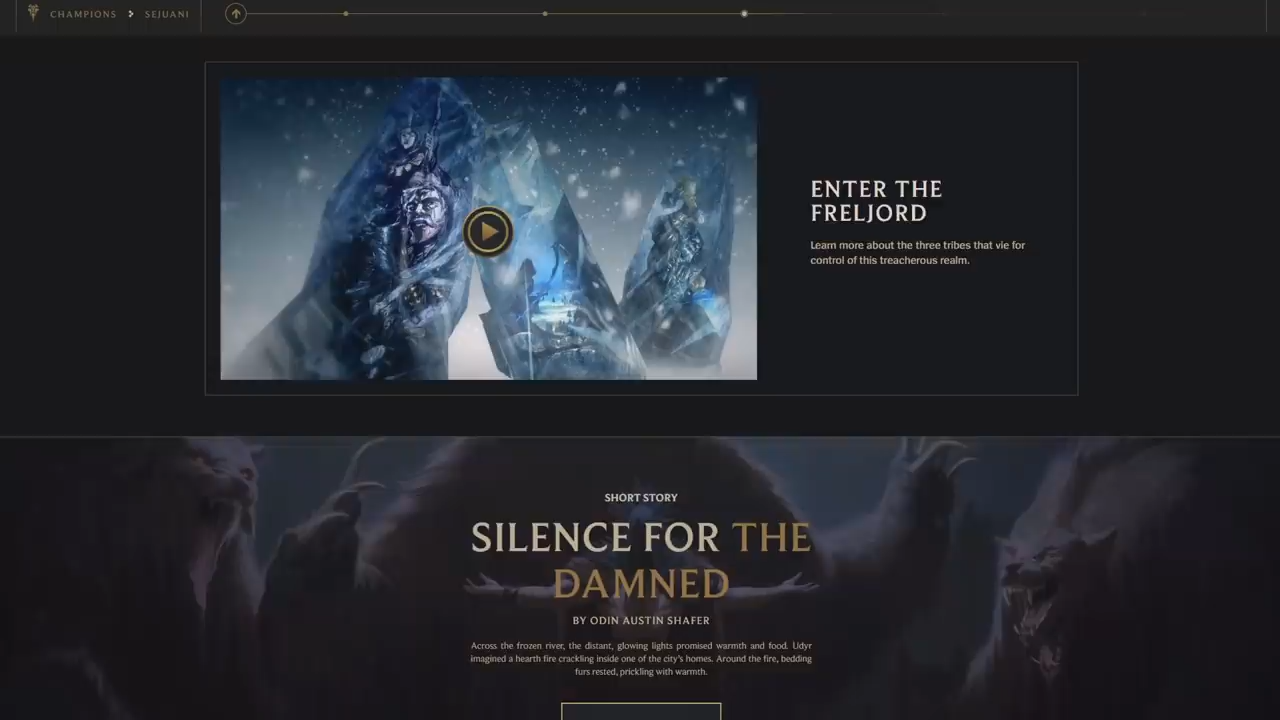 CHAMPIONS SEJUANI
ENTER THE
FRELJORD
Learn more about the three tribes that vie for
control of this treacherous realm.
SHORT STORY
SILENCE FOR THE
DAMNED
BY ODIN AUSTIN SHAFER
Across the frozen river, the distant, glowing lights promised warmth and food. Udyr
imagined a hearth fire crackling inside one of the city's homes. Around the fire, bedding
furs rested, prickling with warmth.